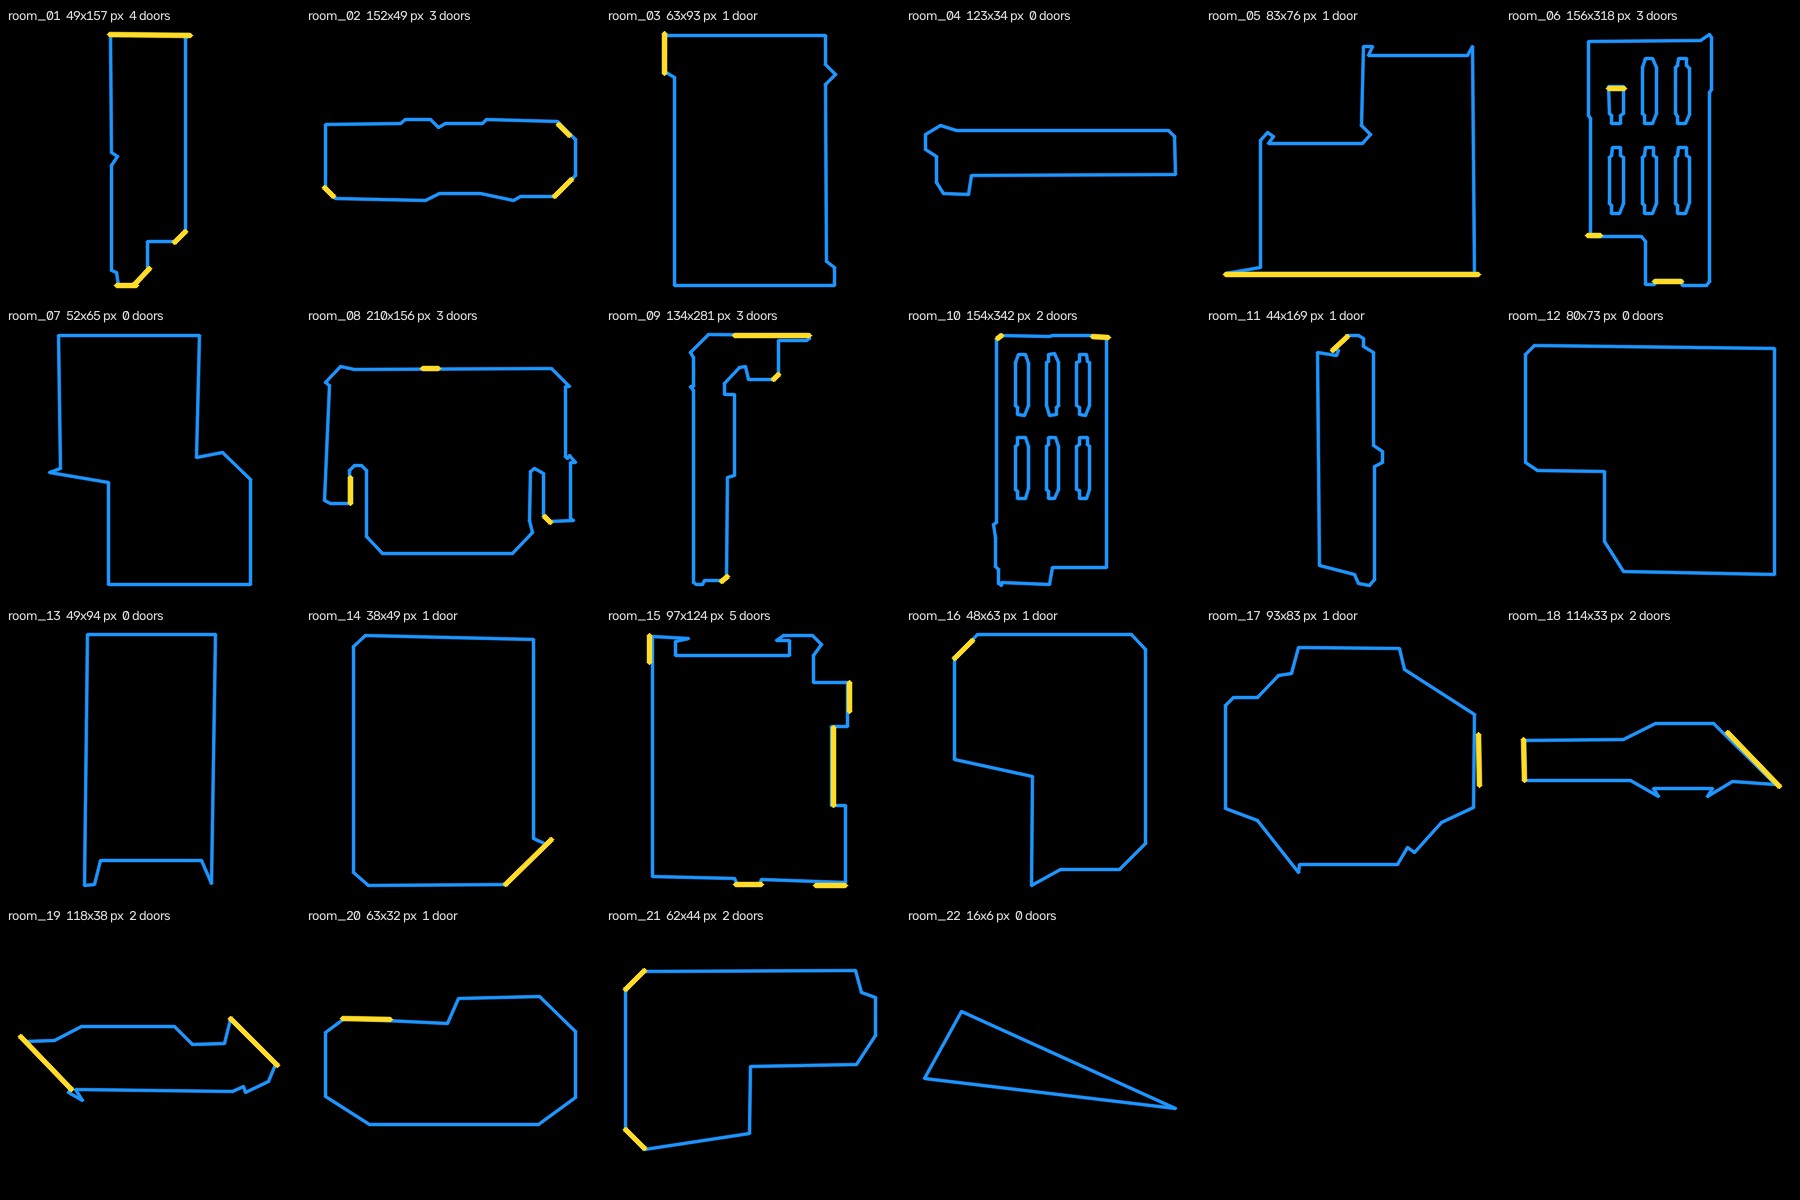 room_01 49x157 px 4 doors
room_02 152x49 px 3 doors
room_03 63x93 px 1 door
room_04 123x34 px 0 doors
room_05 83x76 px 1 door
room_06 156x318 px 3 doors
room_07 52x65 px 0 doors
room_08 210x156 px 3 doors
room_09 134x281 px 3 doors
room_10 154x342 px 2 doors
room_11 44x169 px 1 door
room_12 80x73 px 0 doors
room_13 49x94 px 0 doors
room_14 38x49 px 1 door
room_15 97x124 px 5 doors
room_16 48x63 px 1 door
room_17 93x83 px 1 door
room_18 114x33 px 2 doors
room_19 118x38 px 2 doors
room_20 63x32 px 1 door
room_21 62x44 px 2 doors
room_22 16x6 px 0 doors